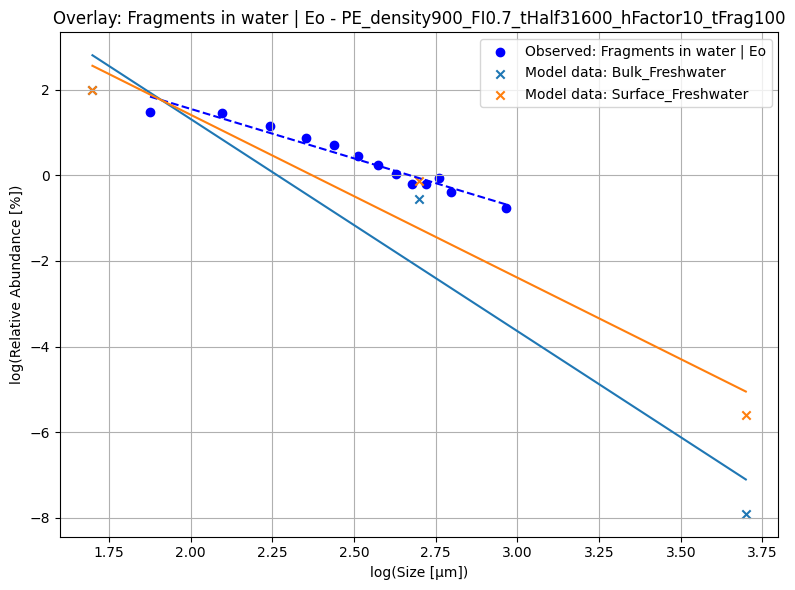 Overlay: Fragments in water | Eo - PE_density900_FI0.7_tHalf31600_hFactor10_tFrag100
Observed: Fragments in water | Eo
Model data: Bulk_Freshwater
Model data: Surface_Freshwater
log(Relative Abundance [%])
2
0
−2
−4
−6
−8
1.75 2.00 2.25 2.50 2.75 3.00 3.25 3.50 3.75
log(Size [μm])